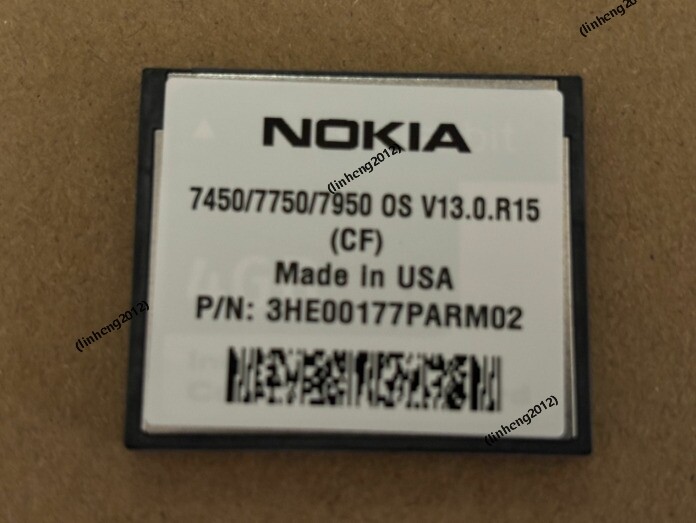 (linheng2012)
NOKIA
(linheng2012)
7450/7750/7950 OS V13.0.R15
(CF)
Made in USA
P/N: 3HE00177PARM02
(linheng2012)
(linheng2012)